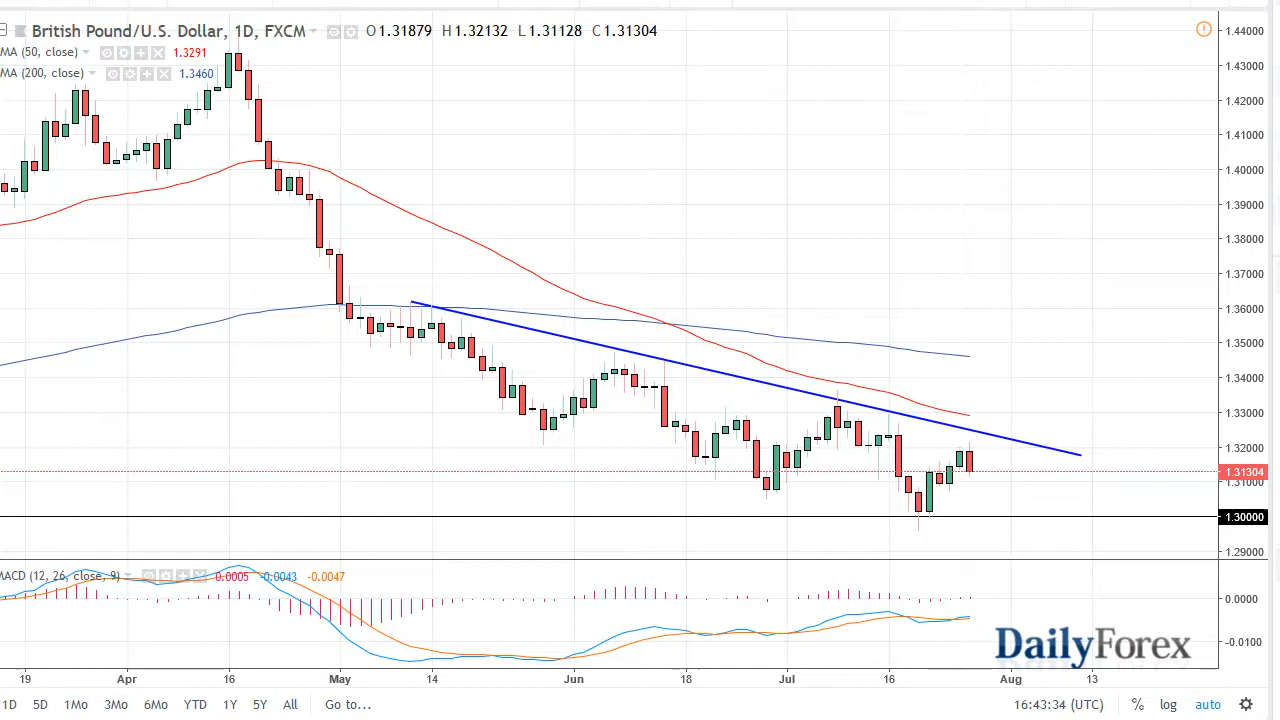 British Pound/U.S. Dollar, 1D, FXCM O1.31879 H1.32132 L1.31128 C1.31304
MA (50, close) 1.3291
MA (200, close) 1.3460
1.44000
1.43000
1.42000
1.41000
1.40000
1.39000
1.38000
1.37000
1.36000
1.35000
1.34000
1.33000
1.32000
1.31304
1.31000
1.30000
1.29000
MACD (12, 26, close, 9) 0.0005 -0.0043 -0.0047
0.0000
-0.0100
DailyForex
19 Apr 16 May 14 Jun 18 Jul 16 Aug 13
1D 5D 1Mo 3Mo 6Mo YTD 1Y 5Y All Go to... 16:43:34 (UTC) % log auto